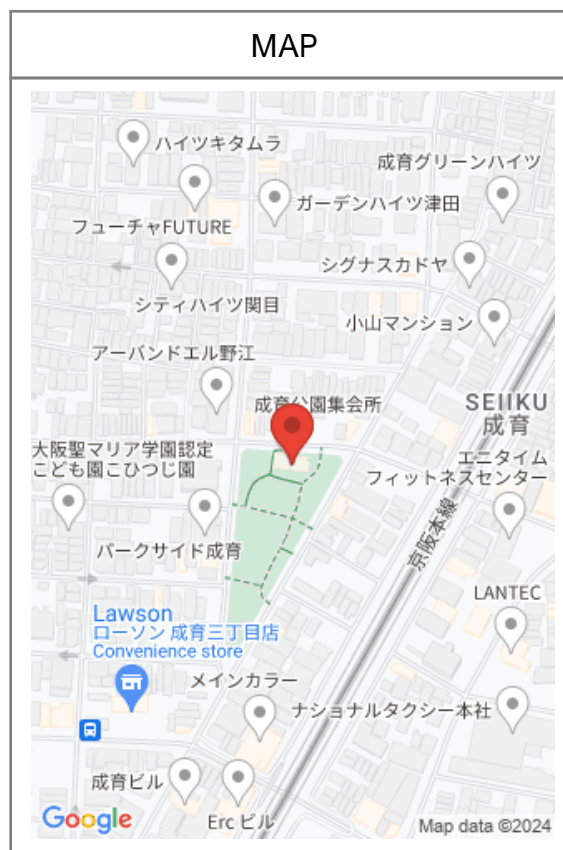 MAP
ハイツキタムラ
成育グリーンハイツ
ガーデンハイツ津田
フューチャFUTURE
シグナスカドヤ
シティハイツ関目
小山マンション
アーバンドエル野江
成育公園集会所
SEIIKU
成育
大阪聖マリア学園認定
こども園こひつじ園
エニタイム
フィットネスセンター
京阪本線
パークサイド成育
LANTEC
Lawson
ローソン 成育三丁目店
Convenience store
メインカラー
ナショナルタクシー本社
成育ビル
Erc ビル
Google
Map data ©2024